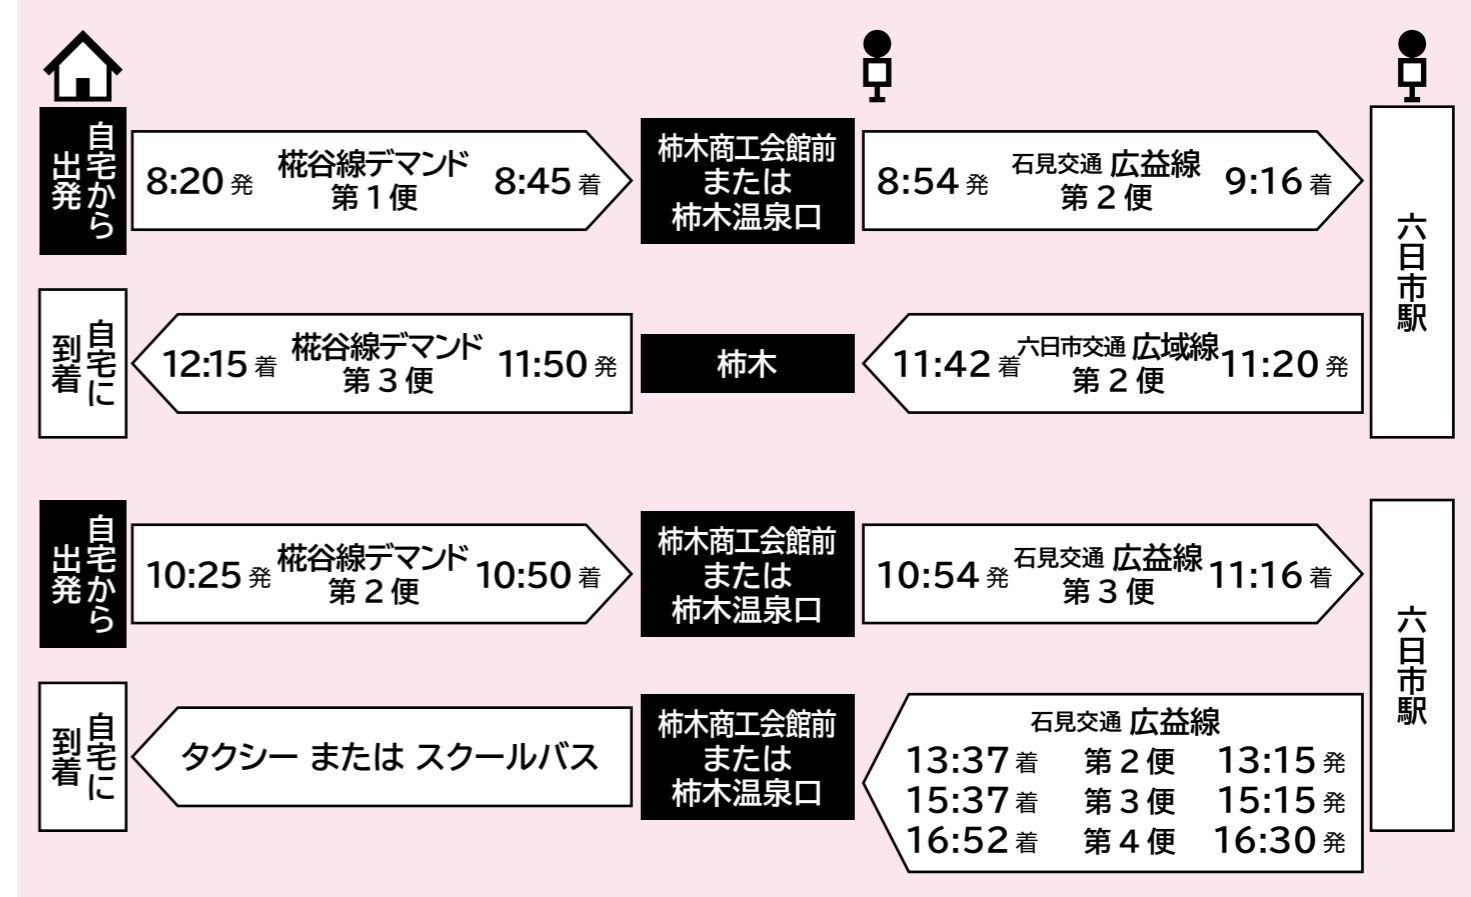 自宅から
出発
8:20 発
椛谷線デマンド
第1便
8:45 着
柿木商工会館前
または
柿木温泉口
8:54 発
石見交通 広益線
第2便
9:16 着
六日市駅
自宅に
到着
12:15 着
椛谷線デマンド
第3便
11:50 発
柿木
11:42 着
六日市交通 広域線
第2便
11:20 発
自宅から
出発
10:25 発
椛谷線デマンド
第2便
10:50 着
柿木商工会館前
または
柿木温泉口
10:54 発
石見交通 広益線
第3便
11:16 着
六日市駅
自宅に
到着
タクシー または スクールバス
柿木商工会館前
または
柿木温泉口
石見交通 広益線
13:37 着 第2便 13:15 発
15:37 着 第3便 15:15 発
16:52 着 第4便 16:30 発